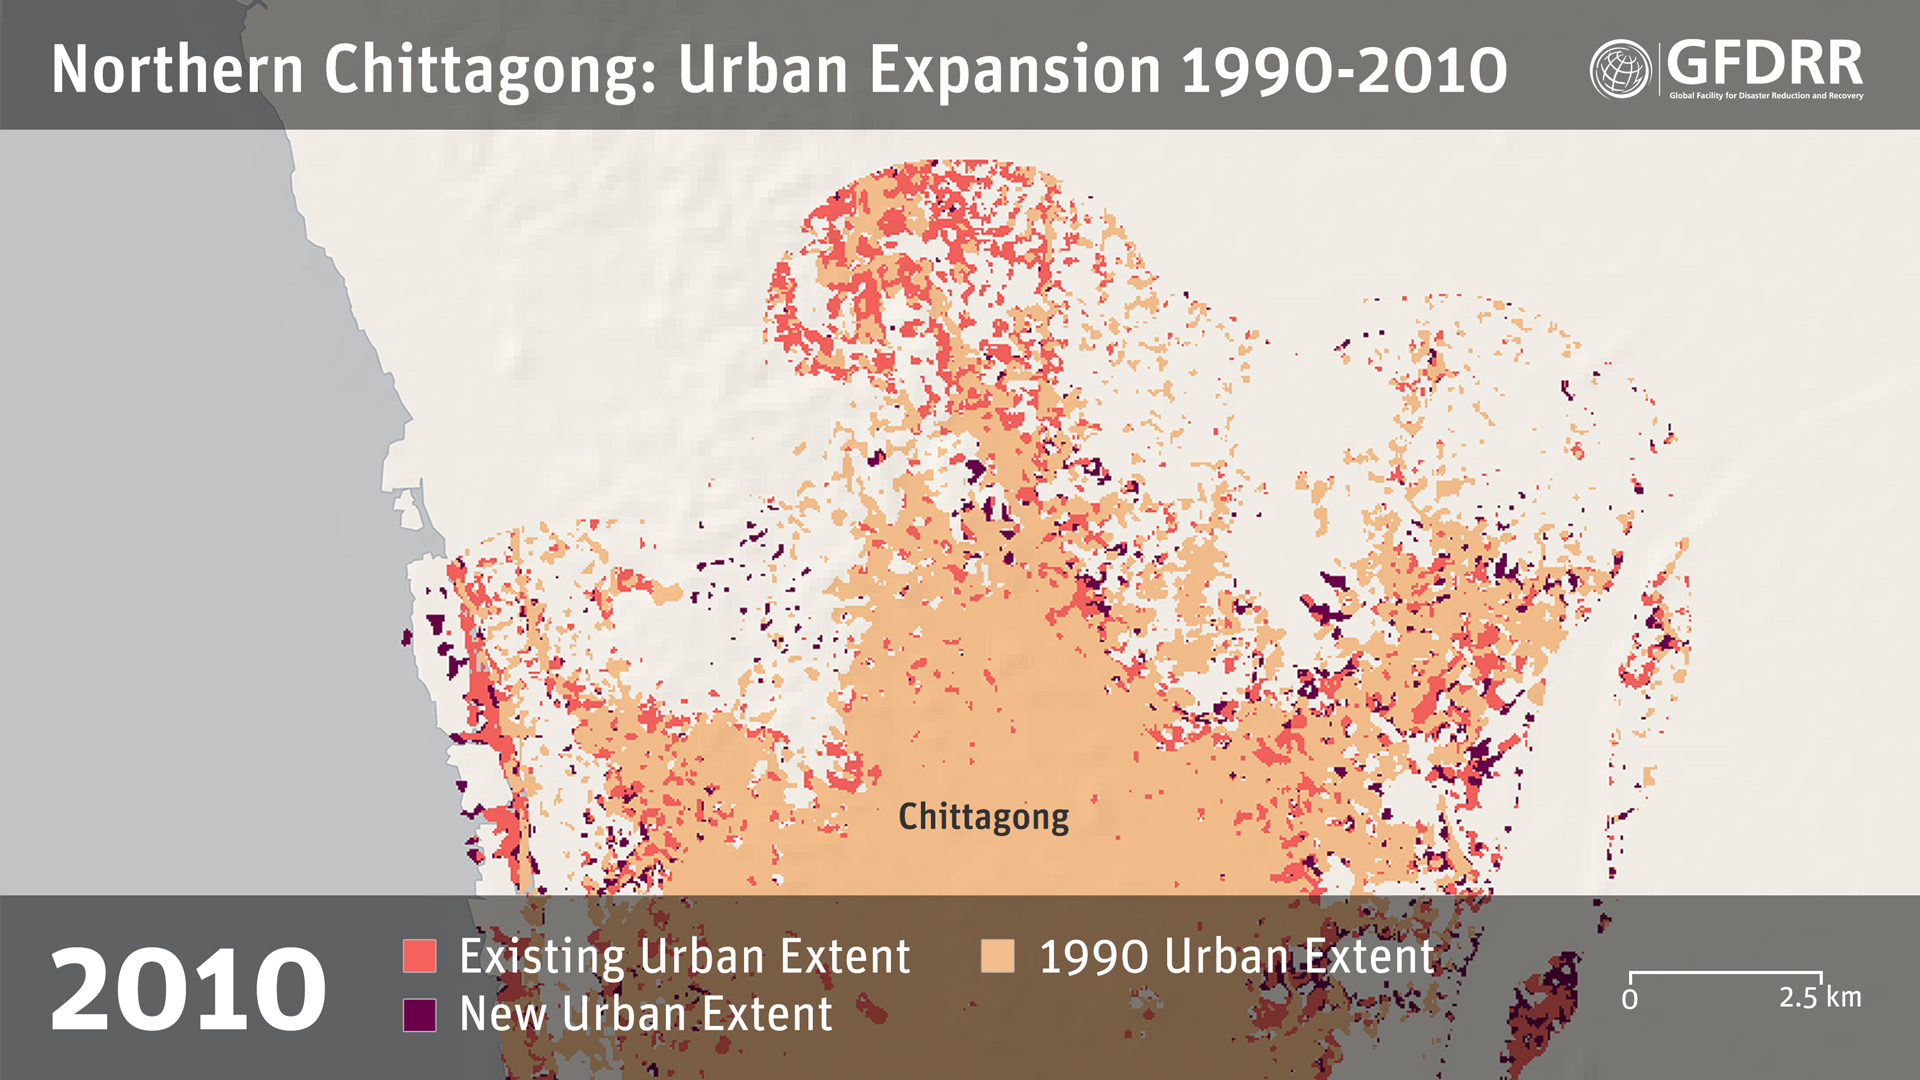 Northern Chittagong: Urban Expansion 1990-2010
GFDRR
Global Facility for Disaster Reduction and Recovery
Chittagong
2010
Existing Urban Extent
1990 Urban Extent
New Urban Extent
0
2.5 km